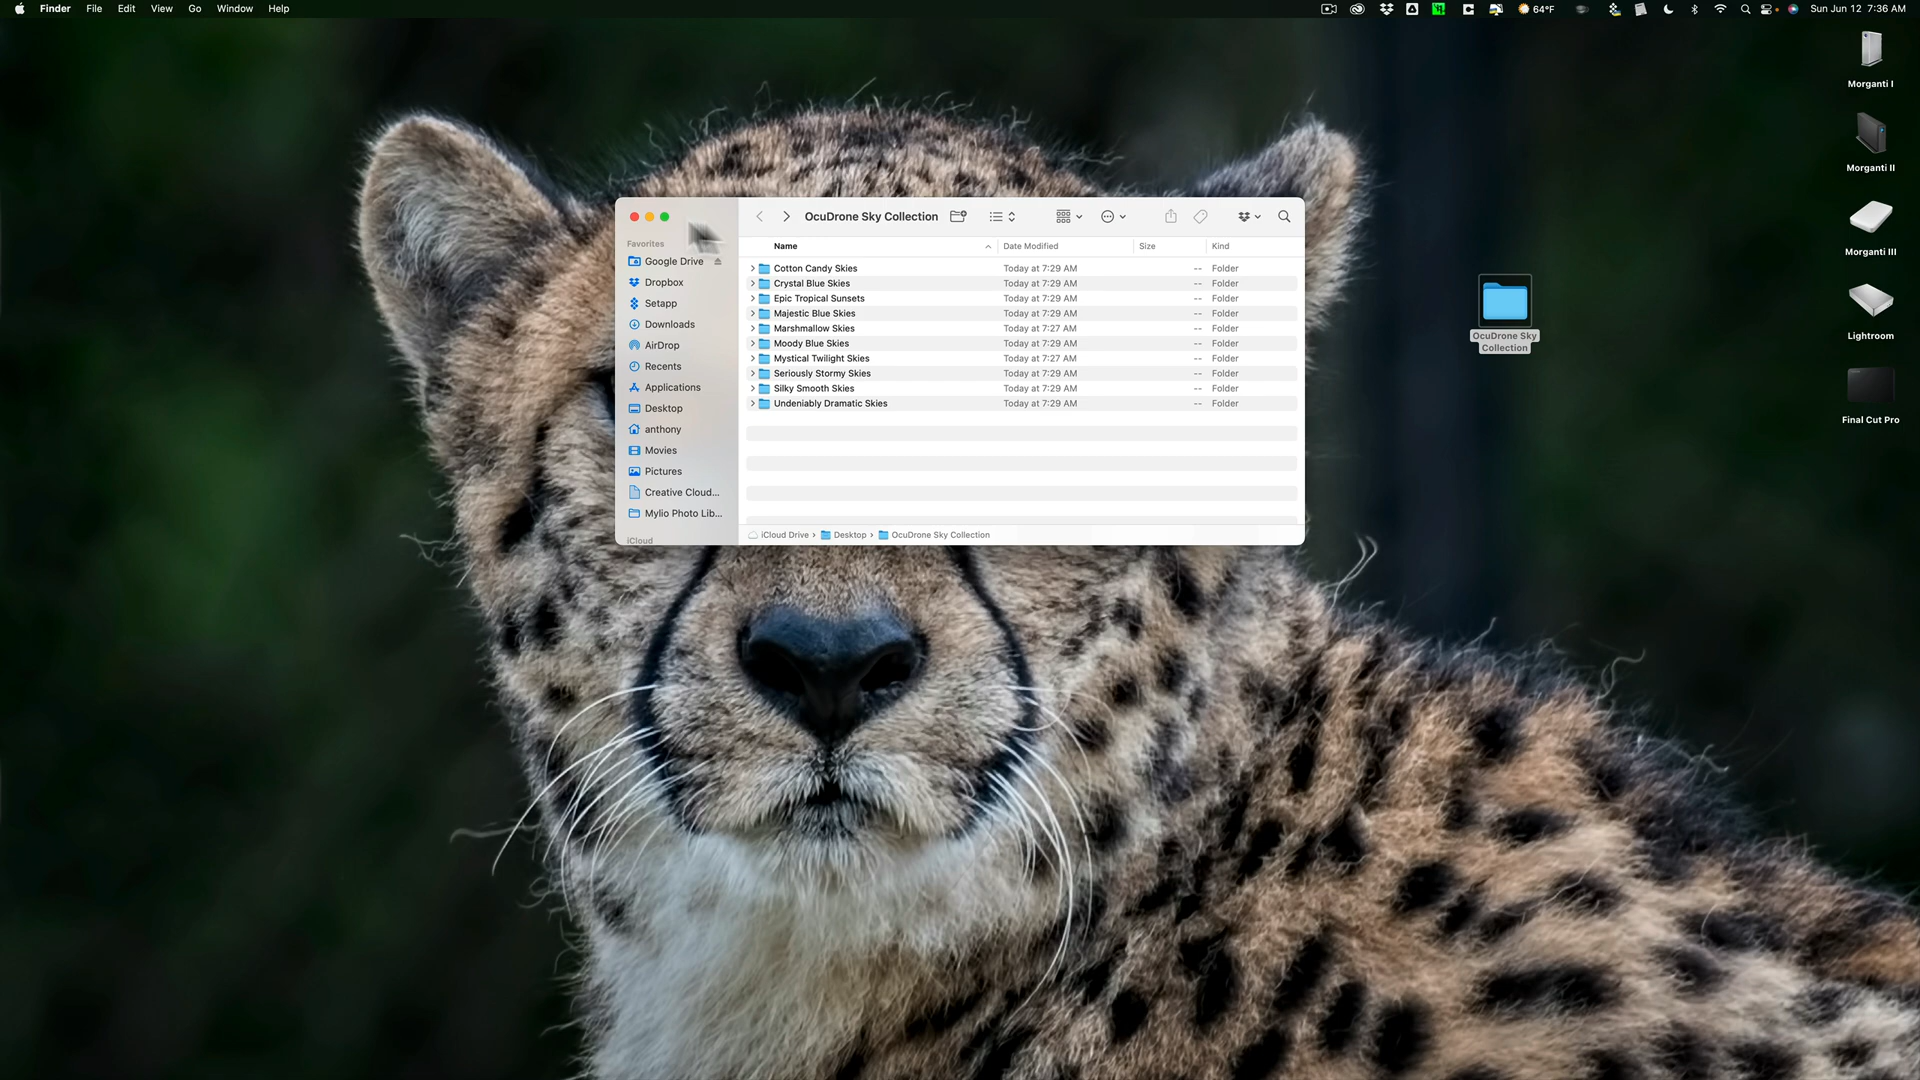 Finder File Edit View Go Window Help 64°F Sun Jun 12 7:36 AM
Morganti I
Morganti II
Morganti III
Lightroom
Final Cut Pro
OcuDrone Sky
Collection
OcuDrone Sky Collection
Favorites
Google Drive
Dropbox
Setapp
Downloads
AirDrop
Recents
Applications
Desktop
anthony
Movies
Pictures
Creative Cloud...
Mylio Photo Lib...
iCloud
Name Date Modified Size Kind
Cotton Candy Skies Today at 7:29 AM -- Folder
Crystal Blue Skies Today at 7:29 AM -- Folder
Epic Tropical Sunsets Today at 7:29 AM -- Folder
Majestic Blue Skies Today at 7:29 AM -- Folder
Marshmallow Skies Today at 7:27 AM -- Folder
Moody Blue Skies Today at 7:29 AM -- Folder
Mystical Twilight Skies Today at 7:27 AM -- Folder
Seriously Stormy Skies Today at 7:29 AM -- Folder
Silky Smooth Skies Today at 7:29 AM -- Folder
Undeniably Dramatic Skies Today at 7:29 AM -- Folder
iCloud Drive › Desktop › OcuDrone Sky Collection